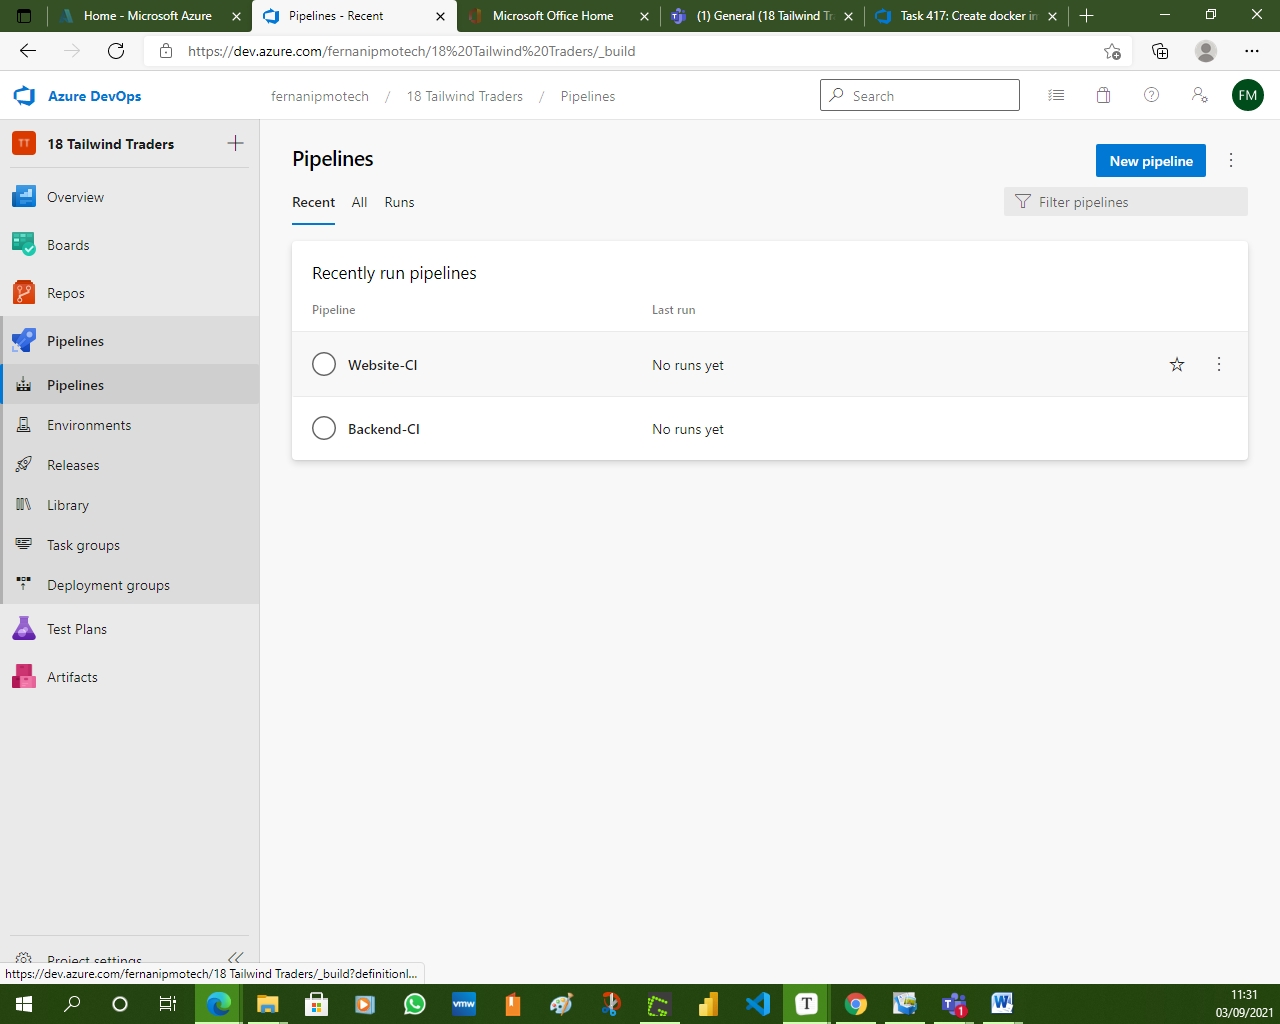 Home - Microsoft Azure
Pipelines - Recent
Microsoft Office Home
(1) General (18 Tailwind Tr
Task 417: Create docker im
https://dev.azure.com/fernanipmotech/18%20Tailwind%20Traders/_build
Azure DevOps
fernanipmotech / 18 Tailwind Traders / Pipelines
Search
FM
TT 18 Tailwind Traders
Overview
Boards
Repos
Pipelines
Pipelines
Environments
Releases
Library
Task groups
Deployment groups
Test Plans
Artifacts
Project settings
Pipelines
New pipeline
Recent All Runs
Filter pipelines
Recently run pipelines
Pipeline Last run
Website-CI No runs yet
Backend-CI No runs yet
https://dev.azure.com/fernanipmotech/18 Tailwind Traders/_build?definitionI...
vmw
T
1
W
11:31
03/09/2021